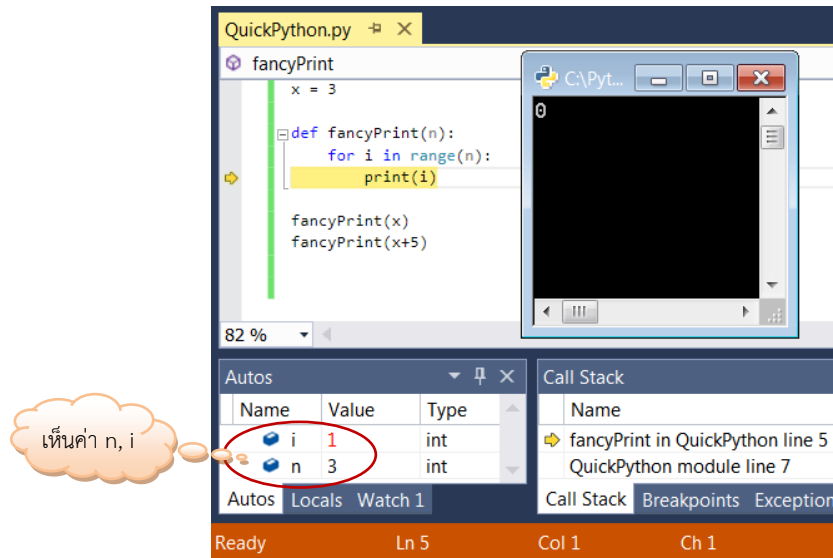 QuickPython.py
fancyPrint
x = 3
def fancyPrint(n):
for i in range(n):
print(i)
fancyPrint(x)
fancyPrint(x+5)
82 %
C:\Pyt...
0
Autos
Name Value Type
i 1 int
n 3 int
Autos Locals Watch 1
Call Stack
Name
fancyPrint in QuickPython line 5
QuickPython module line 7
Call Stack Breakpoints Exception
Ready Ln 5 Col 1 Ch 1
เห็นค่า n, i